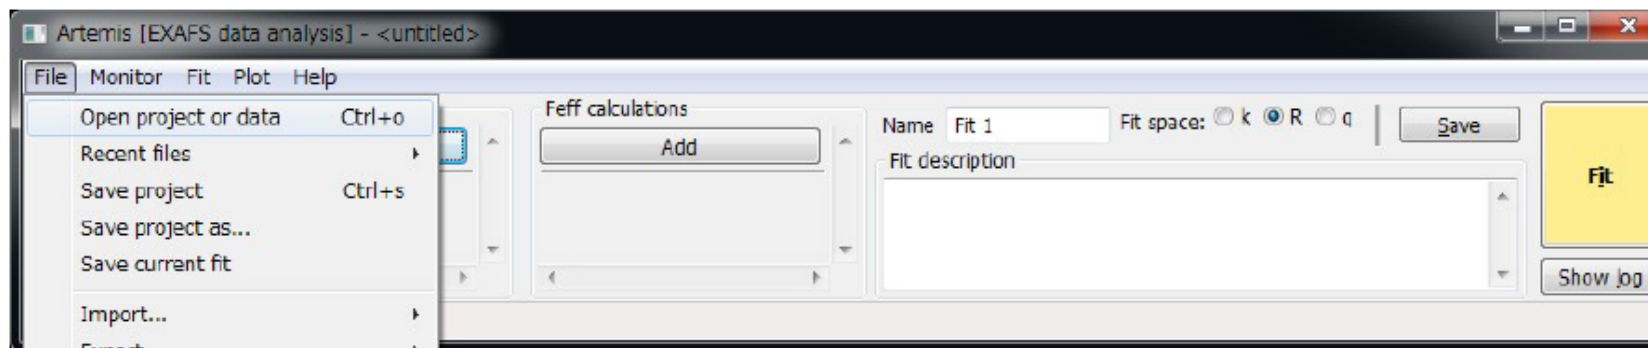 Artemis [EXAFS data analysis] - <untitled>
File Monitor Fit Plot Help
Open project or data Ctrl+o
Recent files
Save project Ctrl+s
Save project as...
Save current fit
Import...
Feff calculations
Add
Name Fit 1 Fit space: k R q Save
Fit description
Fit
Show log